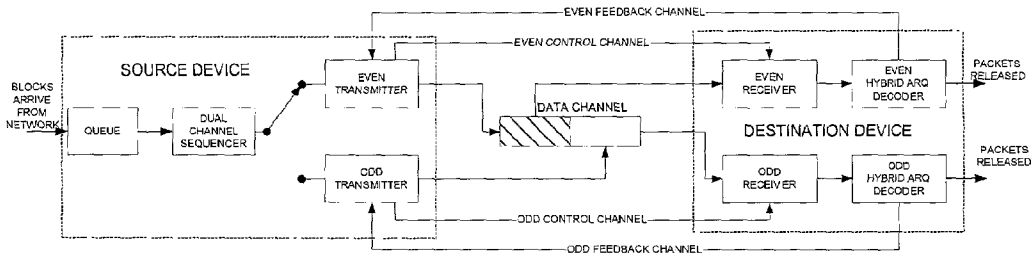 EVEN FEEDBACK CHANNEL
EVEN CONTROL CHANNEL
SOURCE DEVICE
BLOCKS
ARRIVE
FROM
NETWORK
QUEUE
DUAL
CHANNEL
SEQUENCER
EVEN
TRANSMITTER
DATA CHANNEL
EVEN
RECEIVER
EVEN
HYBRID ARQ
DECODER
PACKETS
RELEASED
DESTINATION DEVICE
ODD
TRANSMITTER
ODD
RECEIVER
ODD
HYBRID ARQ
DECODER
PACKETS
RELEASED
ODD CONTROL CHANNEL
ODD FEEDBACK CHANNEL